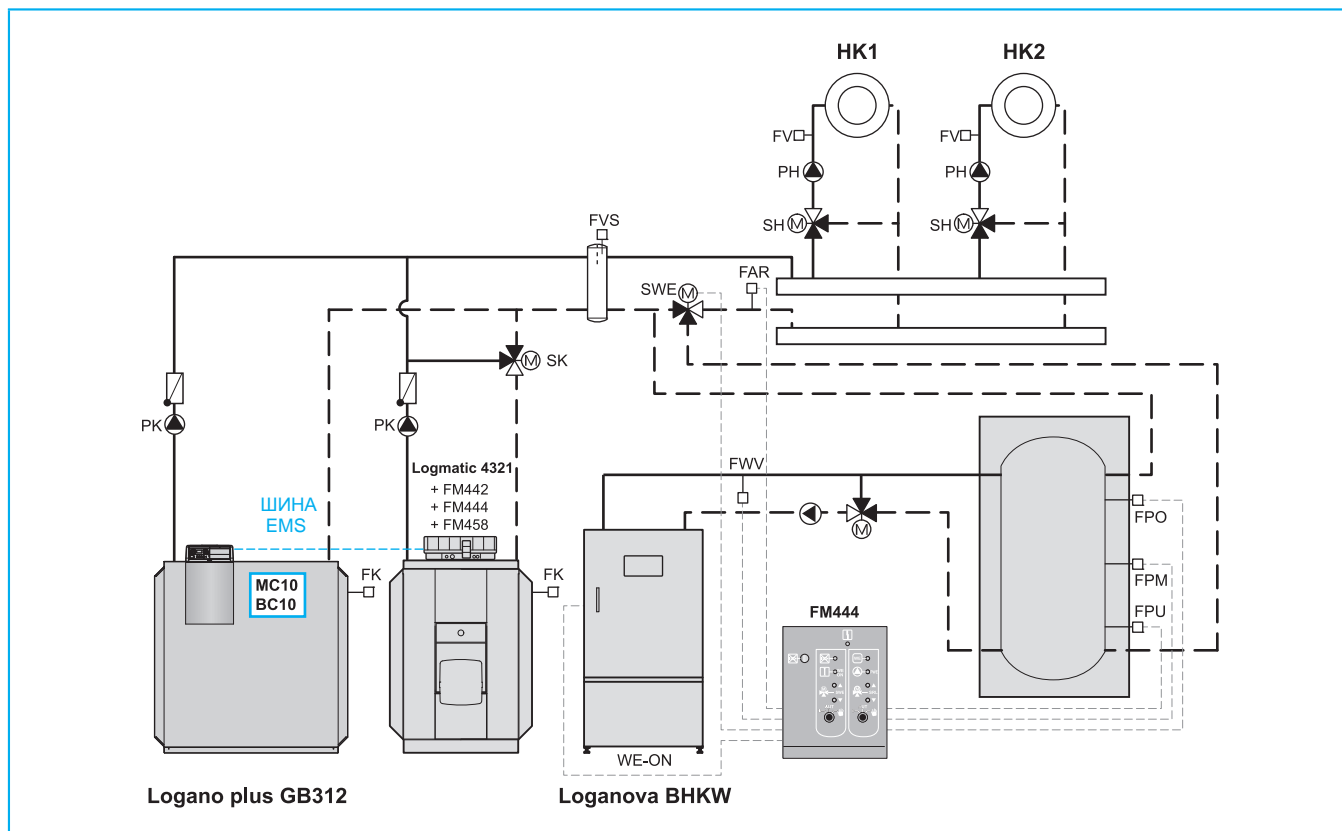 HK1
HK2
FV
FV
PH
PH
SH
M
SH
M
FVS
FAR
SWE
M
M
SK
PK
PK
Logmatic 4321
+ FM442
+ FM444
+ FM458
ШИНА
EMS
FWV
M
FPO
FPM
FPU
MC10
BC10
FK
FK
FM444
WE-ON
Logano plus GB312
Loganova BHKW